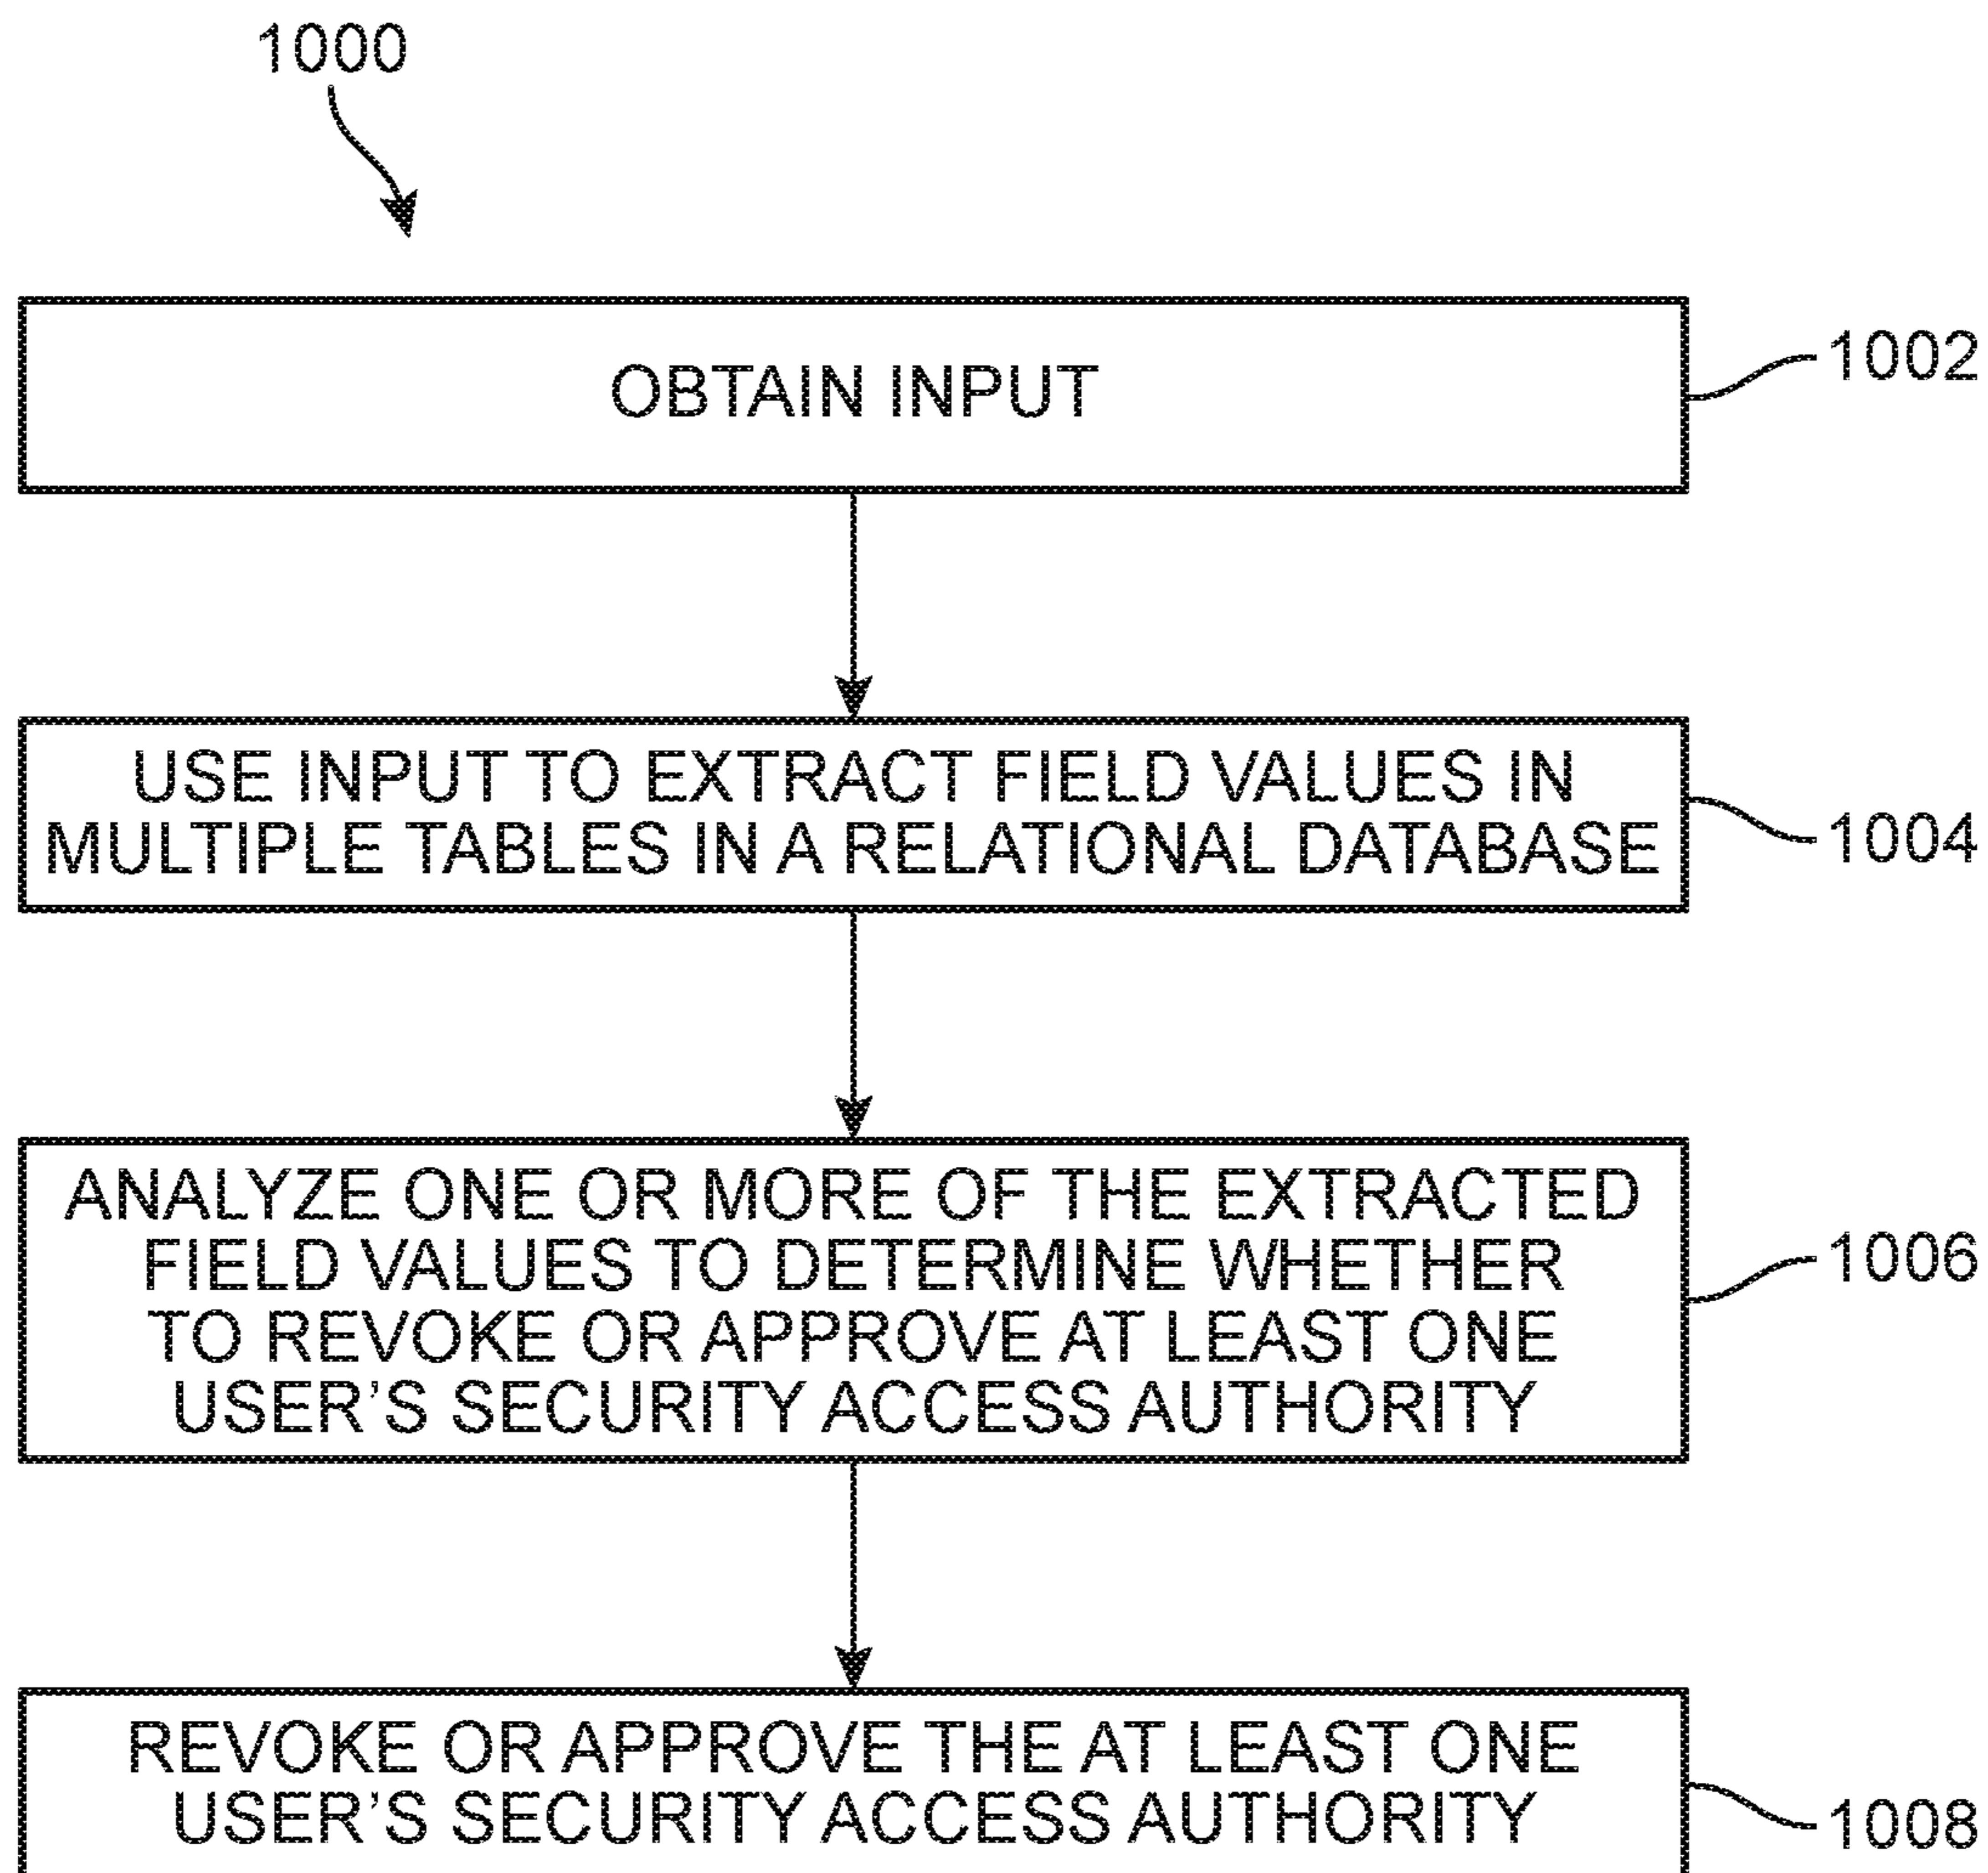 1000
OBTAIN INPUT
1002
USE INPUT TO EXTRACT FIELD VALUES IN
MULTIPLE TABLES IN A RELATIONAL DATABASE
1004
ANALYZE ONE OR MORE OF THE EXTRACTED
FIELD VALUES TO DETERMINE WHETHER
TO REVOKE OR APPROVE AT LEAST ONE
USER’S SECURITY ACCESS AUTHORITY
1006
REVOKE OR APPROVE THE AT LEAST ONE
USER’S SECURITY ACCESS AUTHORITY
1008